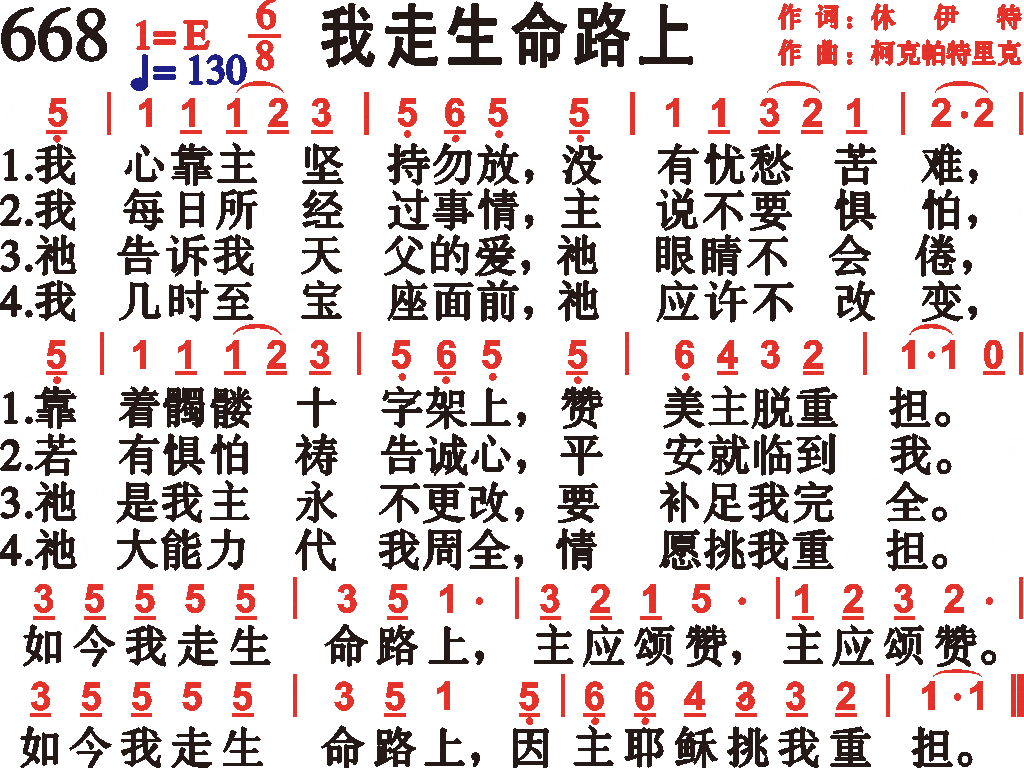 668 1=E 6/8 我走生命路上 作词：休伊特
♩=130 作曲：柯克帕特里克
5 | 1 1 1 2 3 | 5 6 5 5 | 1 1 3 2 1 | 2·2 |
1.我心靠主坚持勿放，没有忧愁苦难，
2.我每日所经过事情，主说不要惧怕，
3.祂告诉我天父的爱，祂眼睛不会倦，
4.我几时至宝座面前，祂应许不改变，
5 | 1 1 1 2 3 | 5 6 5 5 | 6 4 3 2 | 1·1 0 |
1.靠着髑髅十字架上，赞美主脱重担。
2.若有惧怕祷告诚心，平安就临到我。
3.祂是我主永不更改，要补足我完全。
4.祂大能力代我周全，情愿挑我重担。
3 5 5 5 5 | 3 5 1· | 3 2 1 5· | 1 2 3 2· |
如今我走生命路上，主应颂赞，主应颂赞。
3 5 5 5 5 | 3 5 1 5 | 6 6 4 3 3 2 | 1·1 ‖
如今我走生命路上，因主耶稣挑我重担。